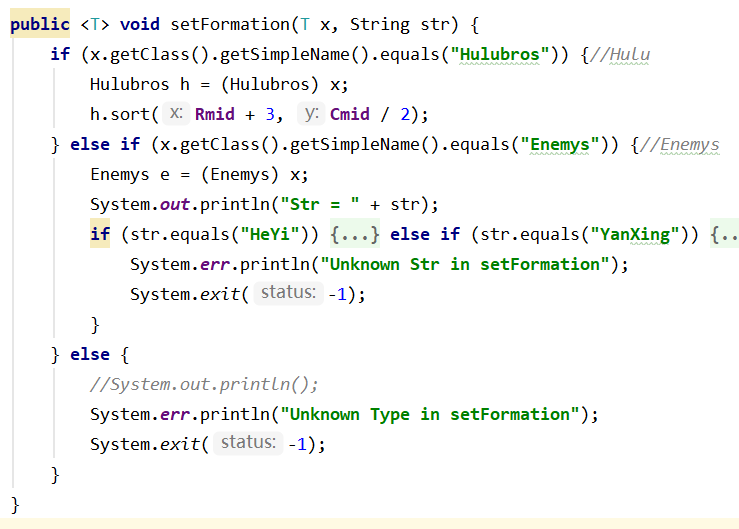 public <T> void setFormation(T x, String str) {
if (x.getClass().getSimpleName().equals("Hulubros")) {//Hulu
Hulubros h = (Hulubros) x;
h.sort( x: Rmid + 3, y: Cmid / 2);
} else if (x.getClass().getSimpleName().equals("Enemys")) {//Enemys
Enemys e = (Enemys) x;
System.out.println("Str = " + str);
if (str.equals("HeYi")) {...} else if (str.equals("YanXing")) {..
System.err.println("Unknown Str in setFormation");
System.exit( status: -1);
}
} else {
//System.out.println();
System.err.println("Unknown Type in setFormation");
System.exit( status: -1);
}
}